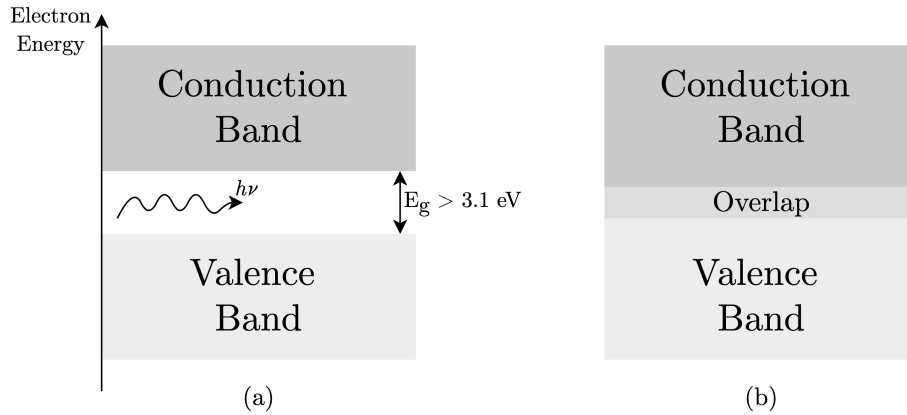 Electron
Energy
Conduction
Band
hν
E_g > 3.1 eV
Valence
Band
(a)
Conduction
Band
Overlap
Valence
Band
(b)